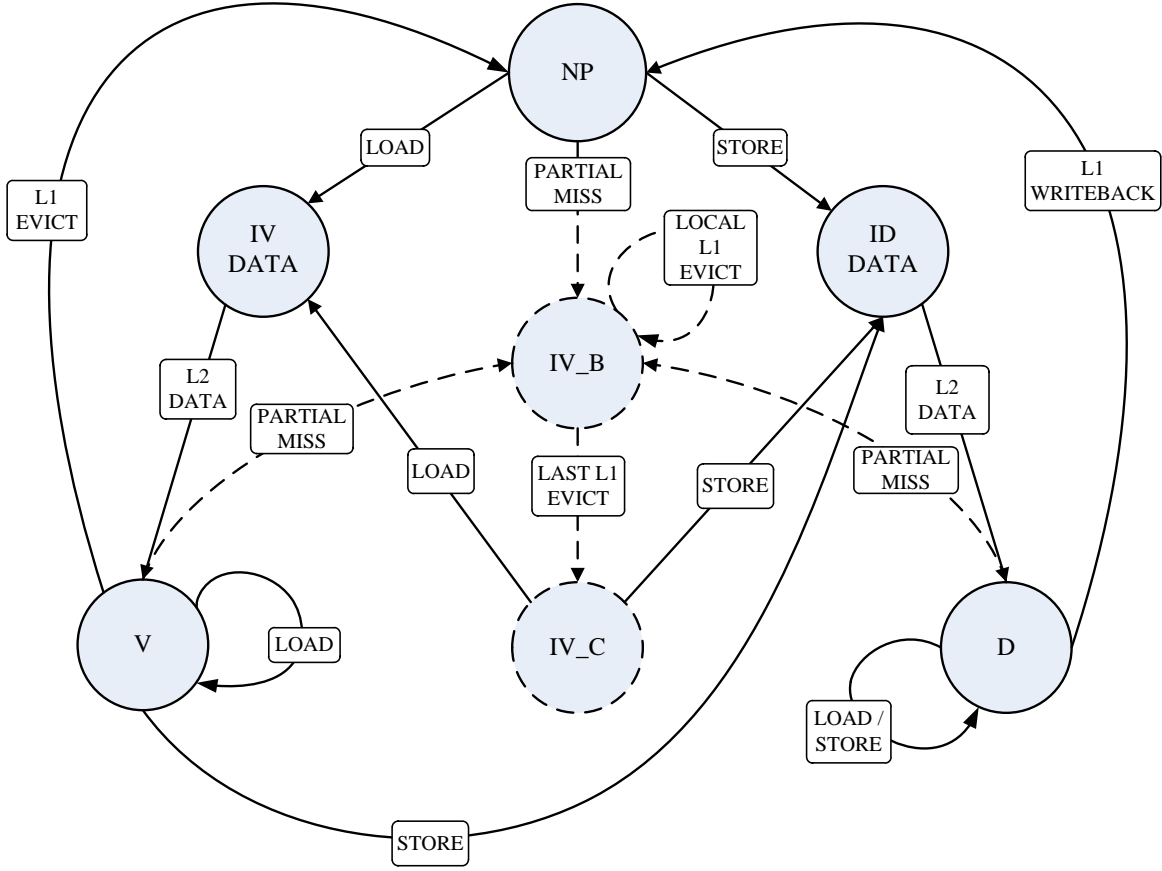 NP
LOAD
STORE
PARTIAL
MISS
L1
EVICT
L1
WRITEBACK
IV
DATA
LOCAL
L1
EVICT
ID
DATA
IV_B
L2
DATA
PARTIAL
MISS
L2
DATA
LOAD
LAST L1
EVICT
STORE
PARTIAL
MISS
V
LOAD
IV_C
D
LOAD /
STORE
STORE